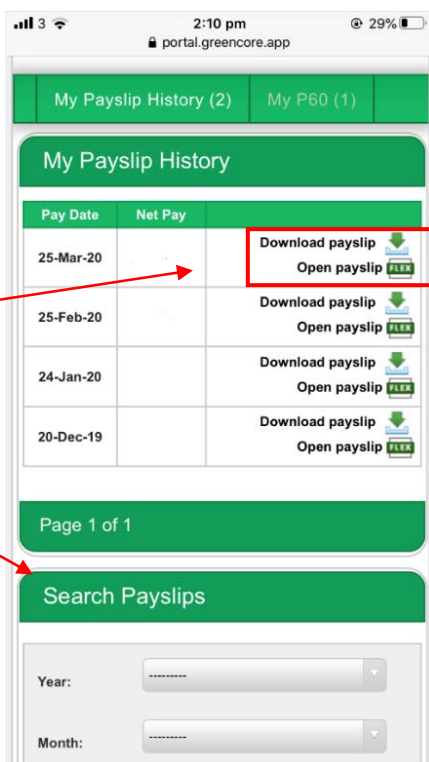 3 2:10 pm 29%
portal.greencore.app
My Payslip History (2) My P60 (1)
My Payslip History
Pay Date Net Pay
25-Mar-20 Download payslip
Open payslip FLEX
25-Feb-20 Download payslip
Open payslip FLEX
24-Jan-20 Download payslip
Open payslip FLEX
20-Dec-19 Download payslip
Open payslip FLEX
Page 1 of 1
Search Payslips
Year: ---------
Month: ---------